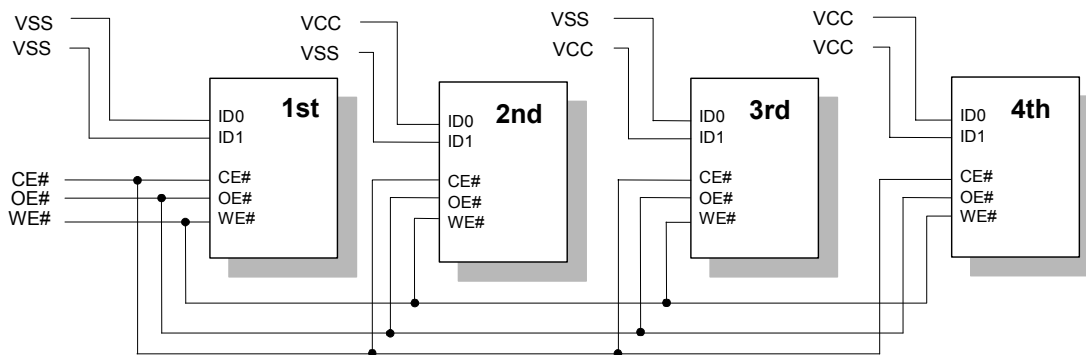 VSS
VSS
VCC
VSS
VSS
VCC
VCC
VCC
1st
ID0
ID1
CE#
OE#
WE#
2nd
ID0
ID1
CE#
OE#
WE#
3rd
ID0
ID1
CE#
OE#
WE#
4th
ID0
ID1
CE#
OE#
WE#
CE#
OE#
WE#